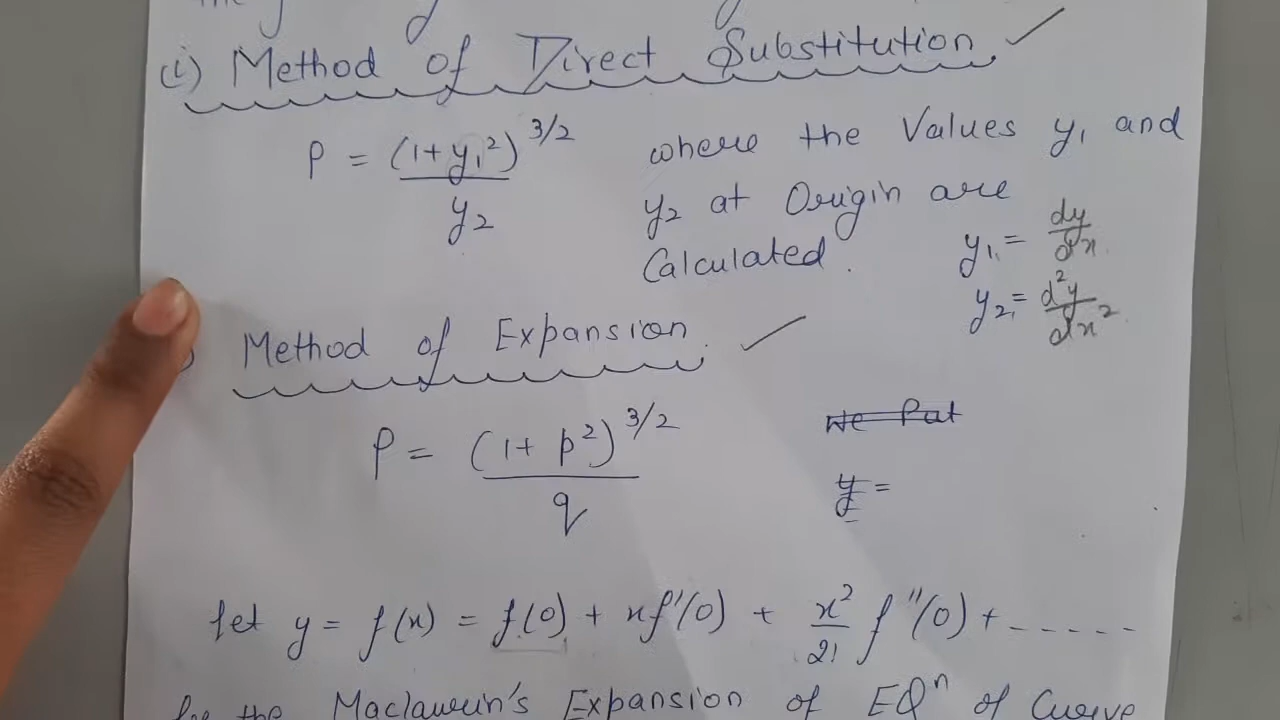 (i) Method of Direct Substitution
ρ = (1+y₁²)^3/2 / y₂ where the Values y₁ and
y₂ at Origin are
Calculated.
y₁ = dy/dx
y₂ = d²y/dx²
Method of Expansion.
ρ = (1+p²)^3/2 / q
We Put
y =
let y = f(x) = f(0) + xf'(0) + x²/2! f''(0) + -----
the Maclaurin's Expansion of EQⁿ of Curve